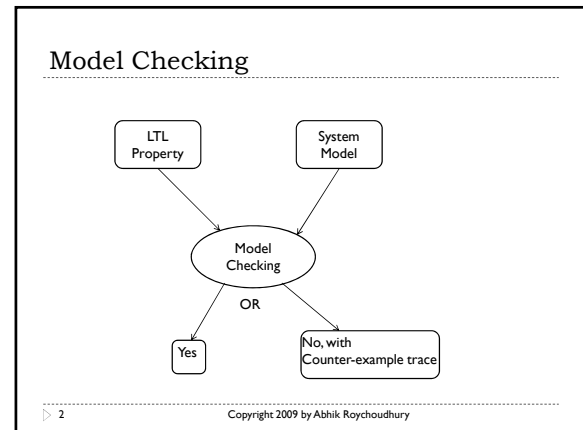 Model Checking
LTL
Property
System
Model
Model
Checking
OR
Yes
No, with
Counter-example trace
2
Copyright 2009 by Abhik Roychoudhury